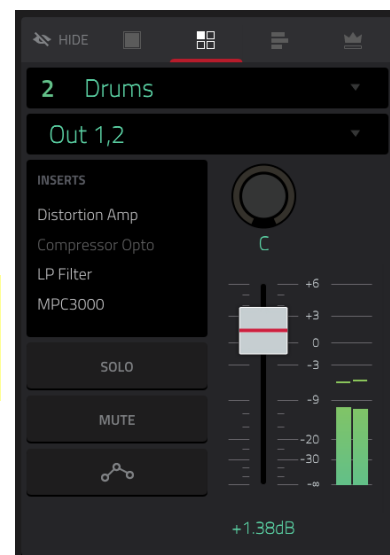 HIDE
2 Drums
Out 1,2
INSERTS
Distortion Amp
Compressor Opto
LP Filter
MPC3000
C
+6
+3
0
-3
-9
-20
-30
-∞
SOLO
MUTE
+1.38dB